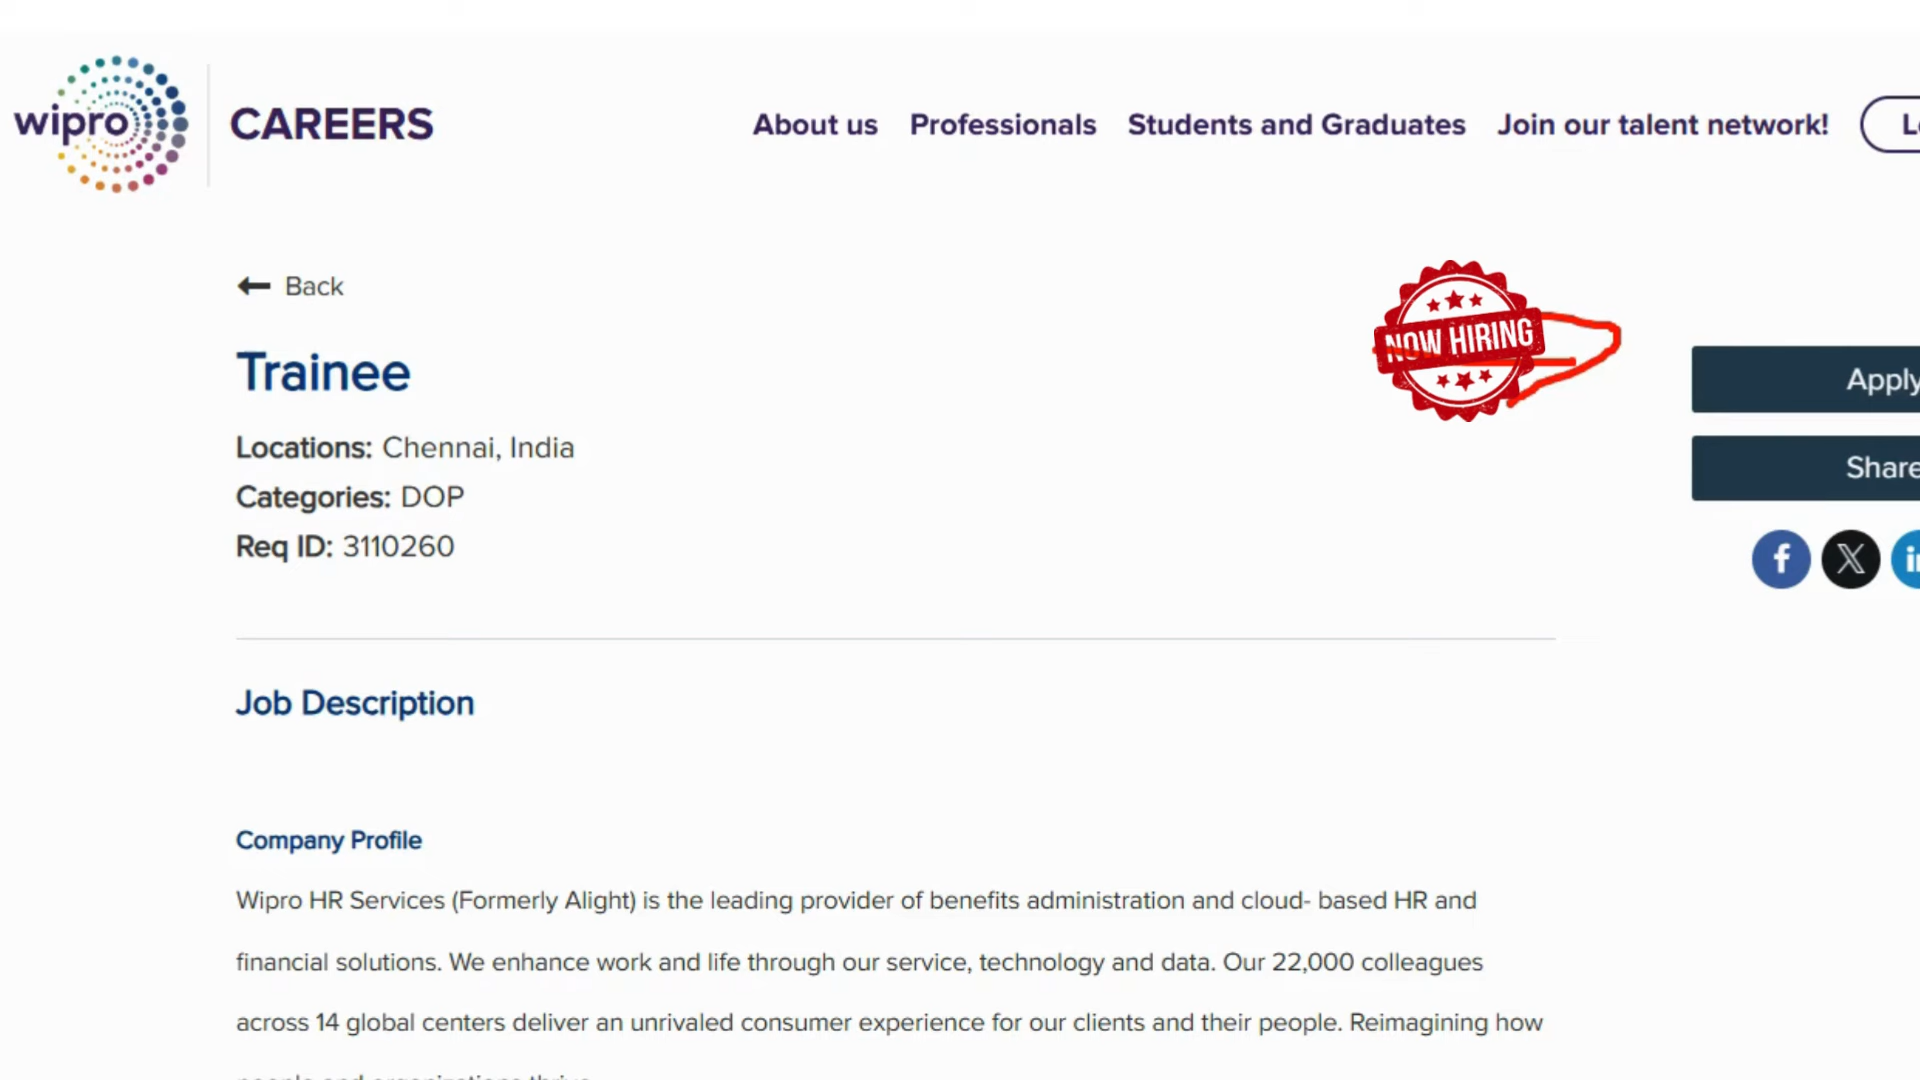 wipro
CAREERS
About us
Professionals
Students and Graduates
Join our talent network!
Back
NOW HIRING
Trainee
Apply
Locations: Chennai, India
Share
Categories: DOP
Req ID: 3110260
Job Description
Company Profile
Wipro HR Services (Formerly Alight) is the leading provider of benefits administration and cloud- based HR and
financial solutions. We enhance work and life through our service, technology and data. Our 22,000 colleagues
across 14 global centers deliver an unrivaled consumer experience for our clients and their people. Reimagining how